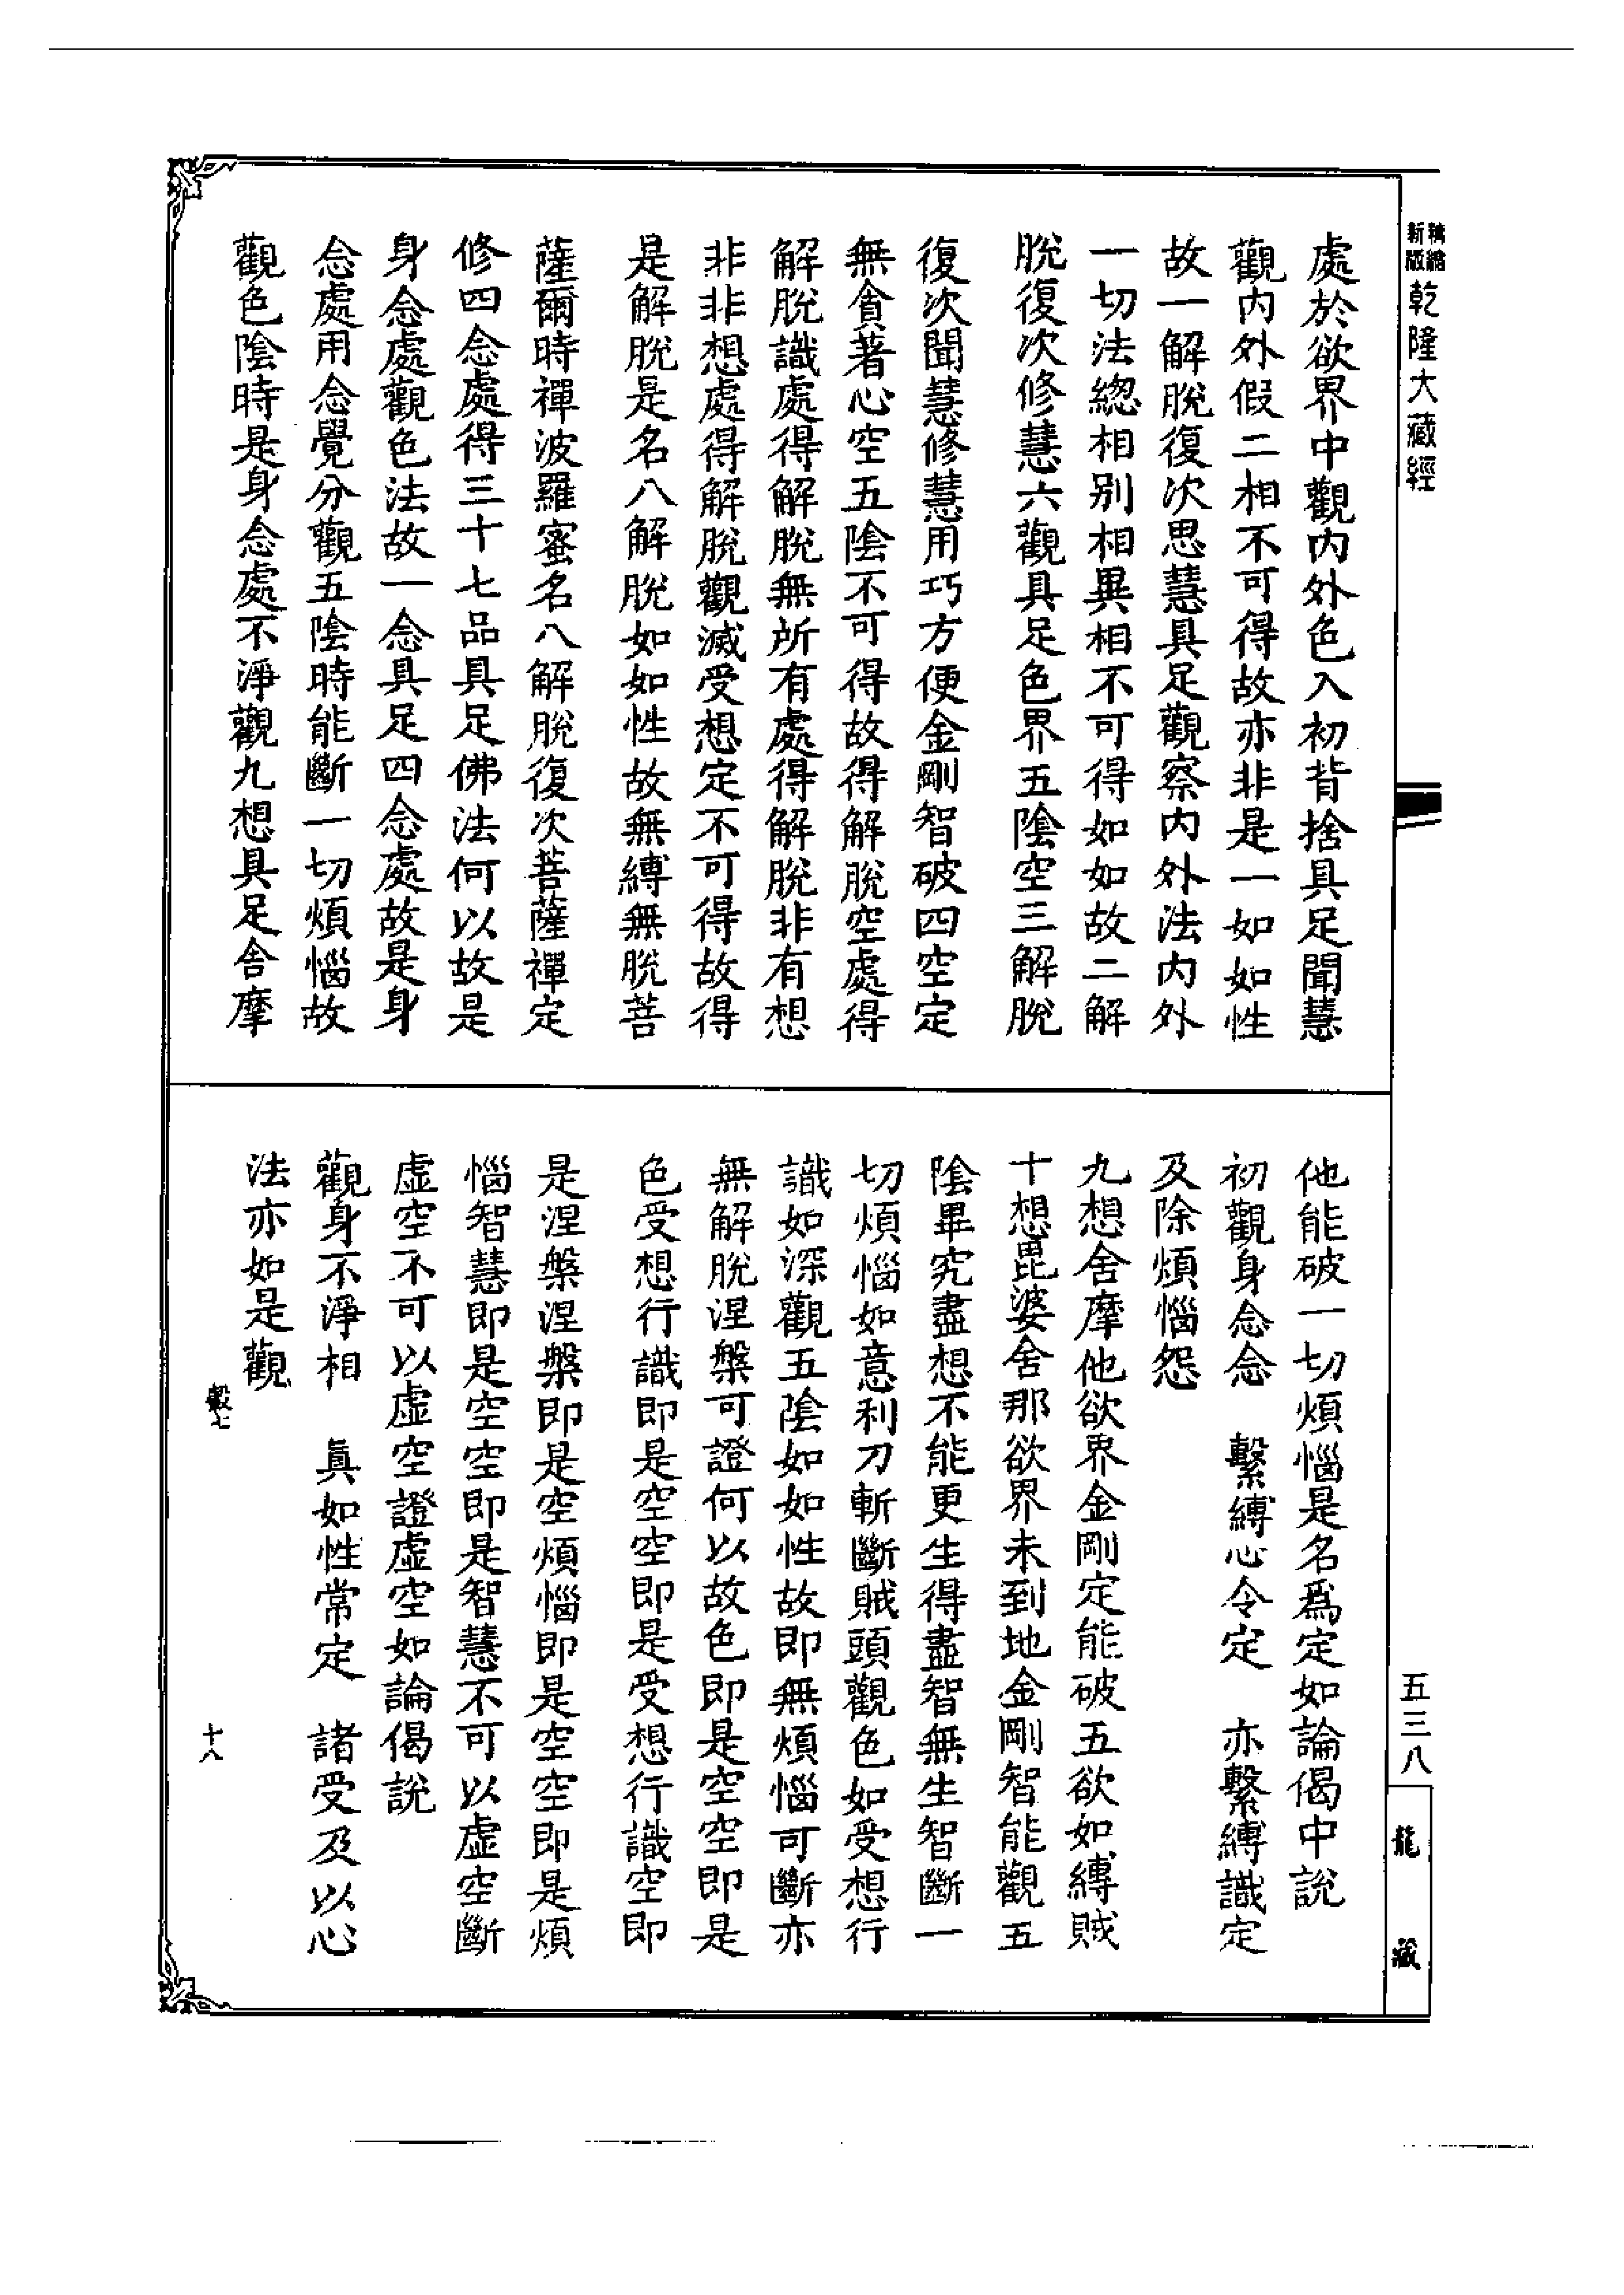 新版精縮乾隆大藏經
處於欲界中觀內外色入初背捨具足聞慧
觀內外假二相不可得故亦非是一如如性
故一解脫復次思慧具足觀察內外法內外
一切法總相別相異相不可得如如故二解
脫復次修慧六觀具足色界五陰空三解脫
復次聞慧修慧用巧方便金剛智破四空定
無貪著心空五陰不可得故得解脫空處得
解脫識處得解脫無所有處得解脫非有想
非非想處得解脫觀滅受想定不可得故得
是解脫是名八解脫如如性故無縛無脫菩
薩爾時禪波羅蜜名八解脫復次菩薩禪定
修四念處得三十七品具足佛法何以故是
身念處觀色法故一念具足四念處故是身
念處用念覺分觀五陰時能斷一切煩惱故
觀色陰時是身念處不淨觀九想具足舍摩
他能破一切煩惱是名爲定如論偈中說
初觀身念念 繫縛心令定 亦繫縛識定
及除煩惱怨
九想舍摩他欲界金剛定能破五欲如縛賊
十想毘婆舍那欲界未到地金剛智能觀五
陰畢究盡想不能更生得盡智無生智斷一
切煩惱如意利刀斬斷賊頭觀色如受想行
識如深觀五陰如如性故即無煩惱可斷亦
無解脫涅槃可證何以故色即是空空即是
色受想行識即是空空即是受想行識空即
是涅槃涅槃即是空煩惱即是空空即是煩
惱智慧即是空空即是智慧不可以虛空斷
虛空不可以虛空證虛空如論偈說
觀身不淨相 真如性常定 諸受及以心
法亦如是觀
縠七
十八
五三八
龍藏